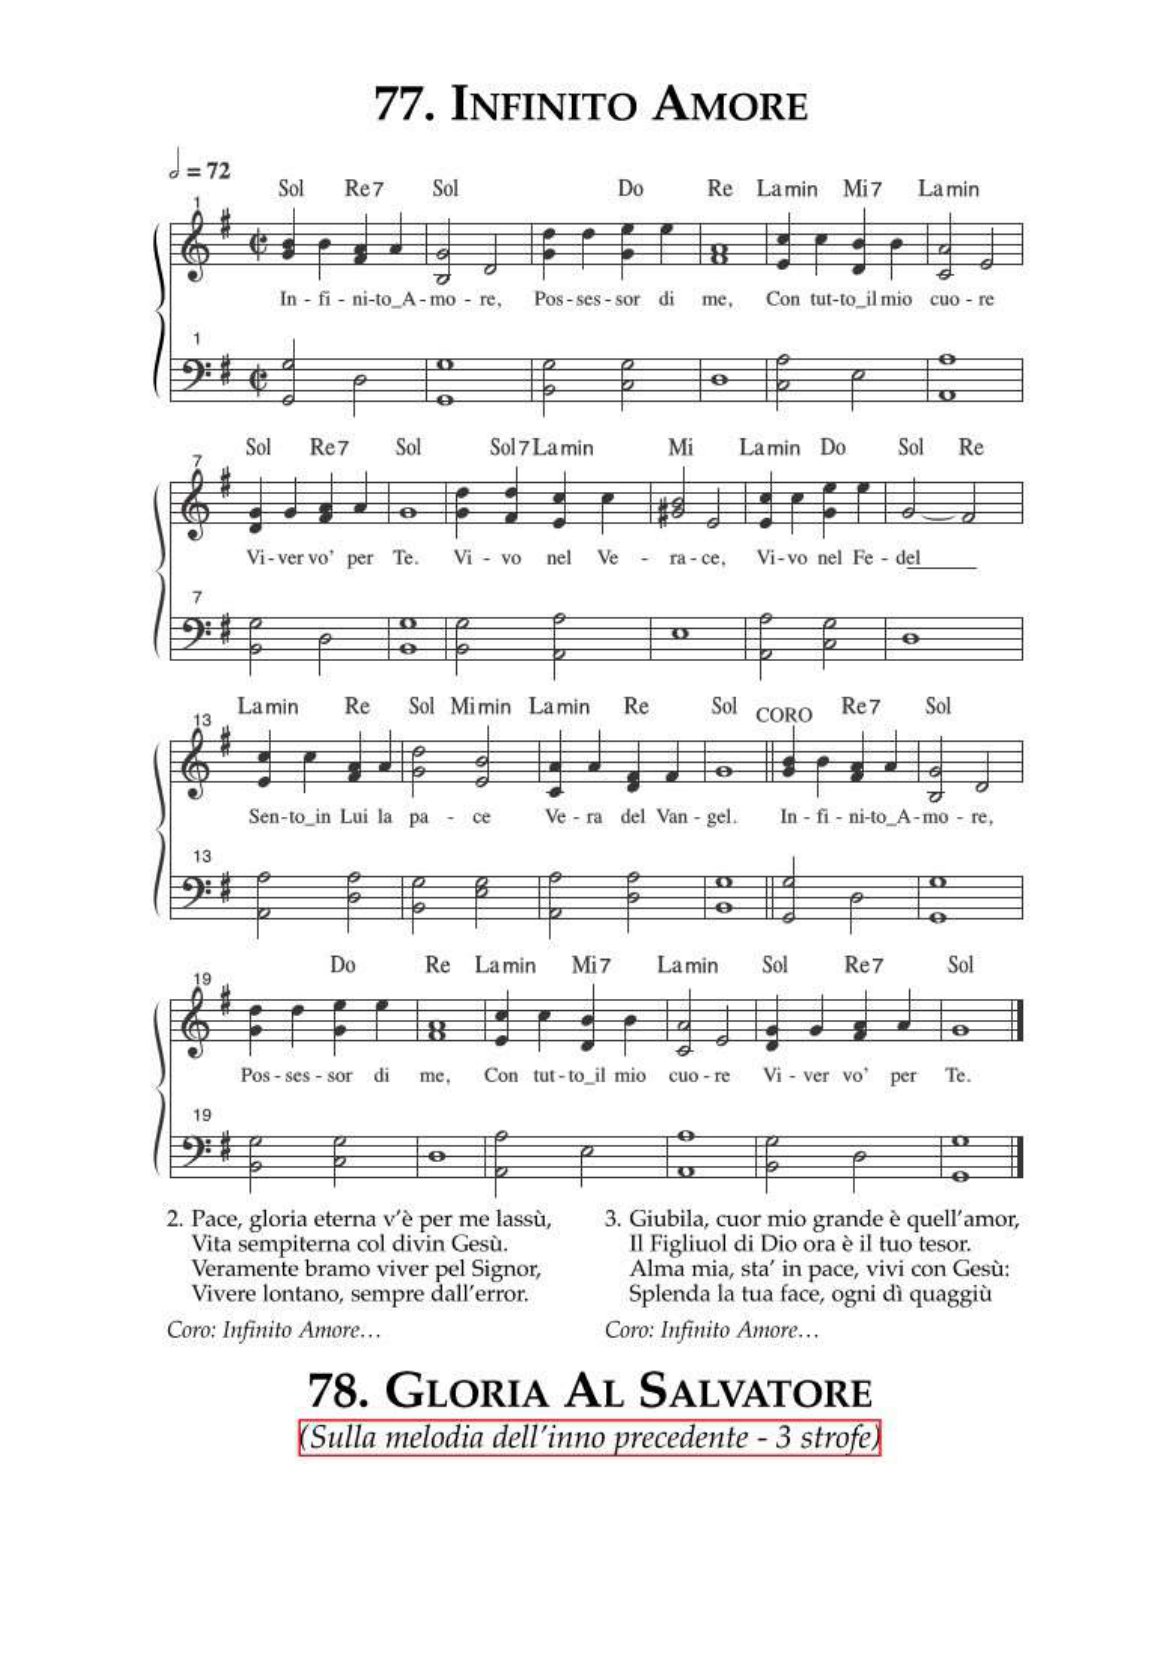 77. Infinito Amore
= 72
Sol Re7 Sol Do Re Lamin Mi7 Lamin
1
In - fi - ni-to_A-mo - re, Pos-ses-sor di me, Con tut-to_il mio cuo - re
1
Sol Re7 Sol Sol7 Lamin Mi Lamin Do Sol Re
7
Vi-ver vo' per Te. Vi - vo nel Ve - ra-ce, Vi-vo nel Fe - del____
7
Lamin Re Sol Mimin Lamin Re Sol CORO Re7 Sol
13
Sen-to_in Lui la pa - ce Ve - ra del Van - gel. In - fi - ni-to_A-mo - re,
13
Do Re Lamin Mi7 Lamin Sol Re7 Sol
19
Pos-ses-sor di me, Con tut-to_il mio cuo-re Vi - ver vo' per Te.
19
2. Pace, gloria eterna v'è per me lassù,
Vita sempiterna col divin Gesù.
Veramente bramo viver pel Signor,
Vivere lontano, sempre dall'error.
Coro: Infinito Amore…
3. Giubila, cuor mio grande è quell'amor,
Il Figliuol di Dio ora è il tuo tesor.
Alma mia, sta' in pace, vivi con Gesù:
Splenda la tua face, ogni dì quaggiù
Coro: Infinito Amore…
78. Gloria Al Salvatore
(Sulla melodia dell'inno precedente - 3 strofe)